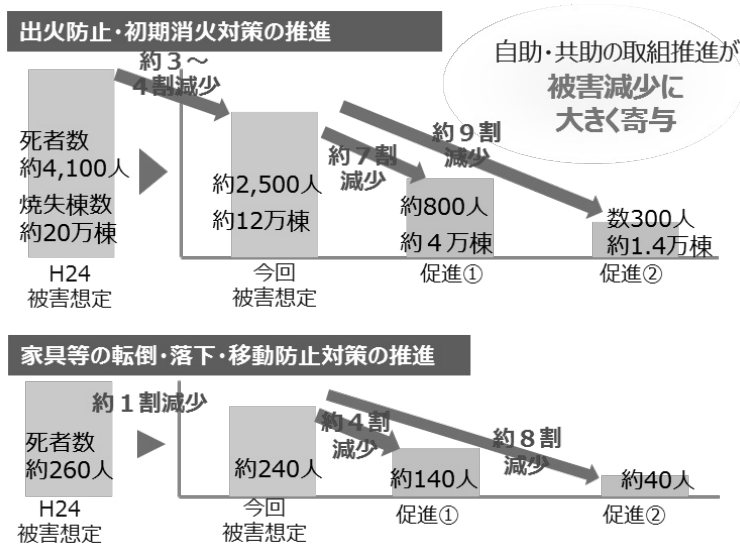 出火防止・初期消火対策の推進
自助・共助の取組推進が
被害減少に
大きく寄与
約３～
４割減少
死者数
約4,100人
焼失棟数
約20万棟
約2,500人
約12万棟
約７割
減少
約９割
減少
約800人
約４万棟
数300人
約1.4万棟
H24
被害想定
今回
被害想定
促進①
促進②
家具等の転倒・落下・移動防止対策の推進
約１割減少
死者数
約260人
約240人
約４割
減少
約８割
減少
約140人
約40人
H24
被害想定
今回
被害想定
促進①
促進②